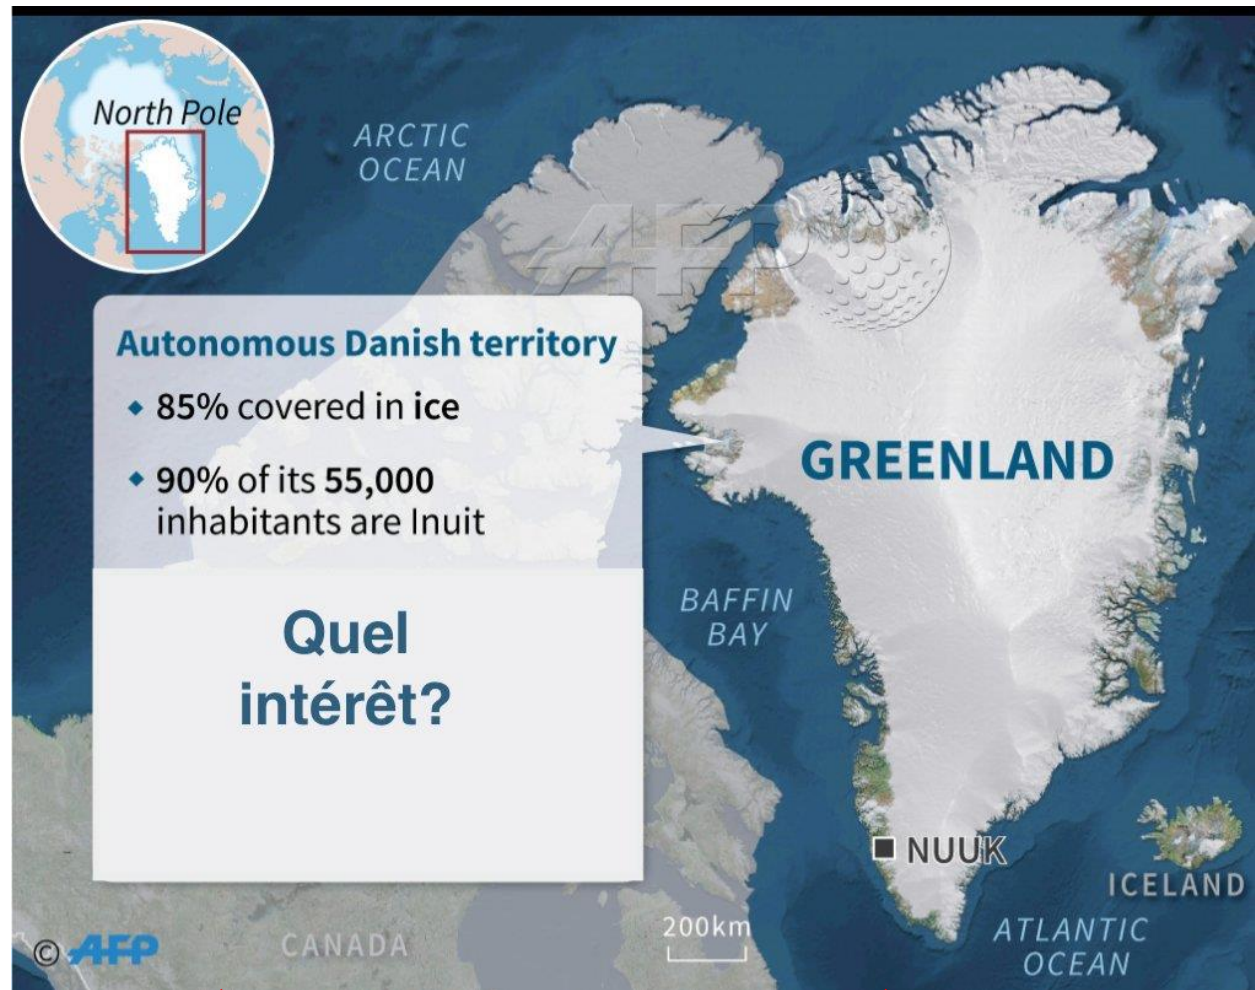 North Pole
ARCTIC
OCEAN
AFP
Autonomous Danish territory
85% covered in ice
90% of its 55,000
inhabitants are Inuit
Quel
intérêt?
GREENLAND
BAFFIN
BAY
NUUK
ICELAND
ATLANTIC
OCEAN
200km
CANADA
© AFP